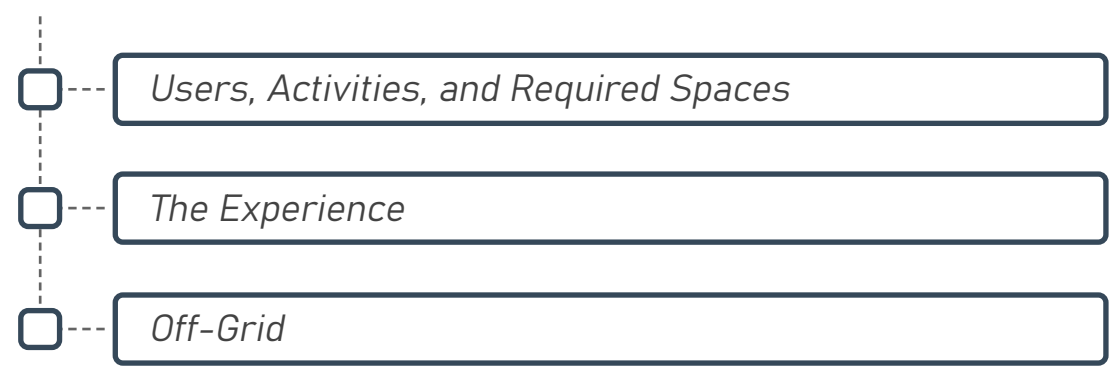 Users, Activities, and Required Spaces
The Experience
Off-Grid